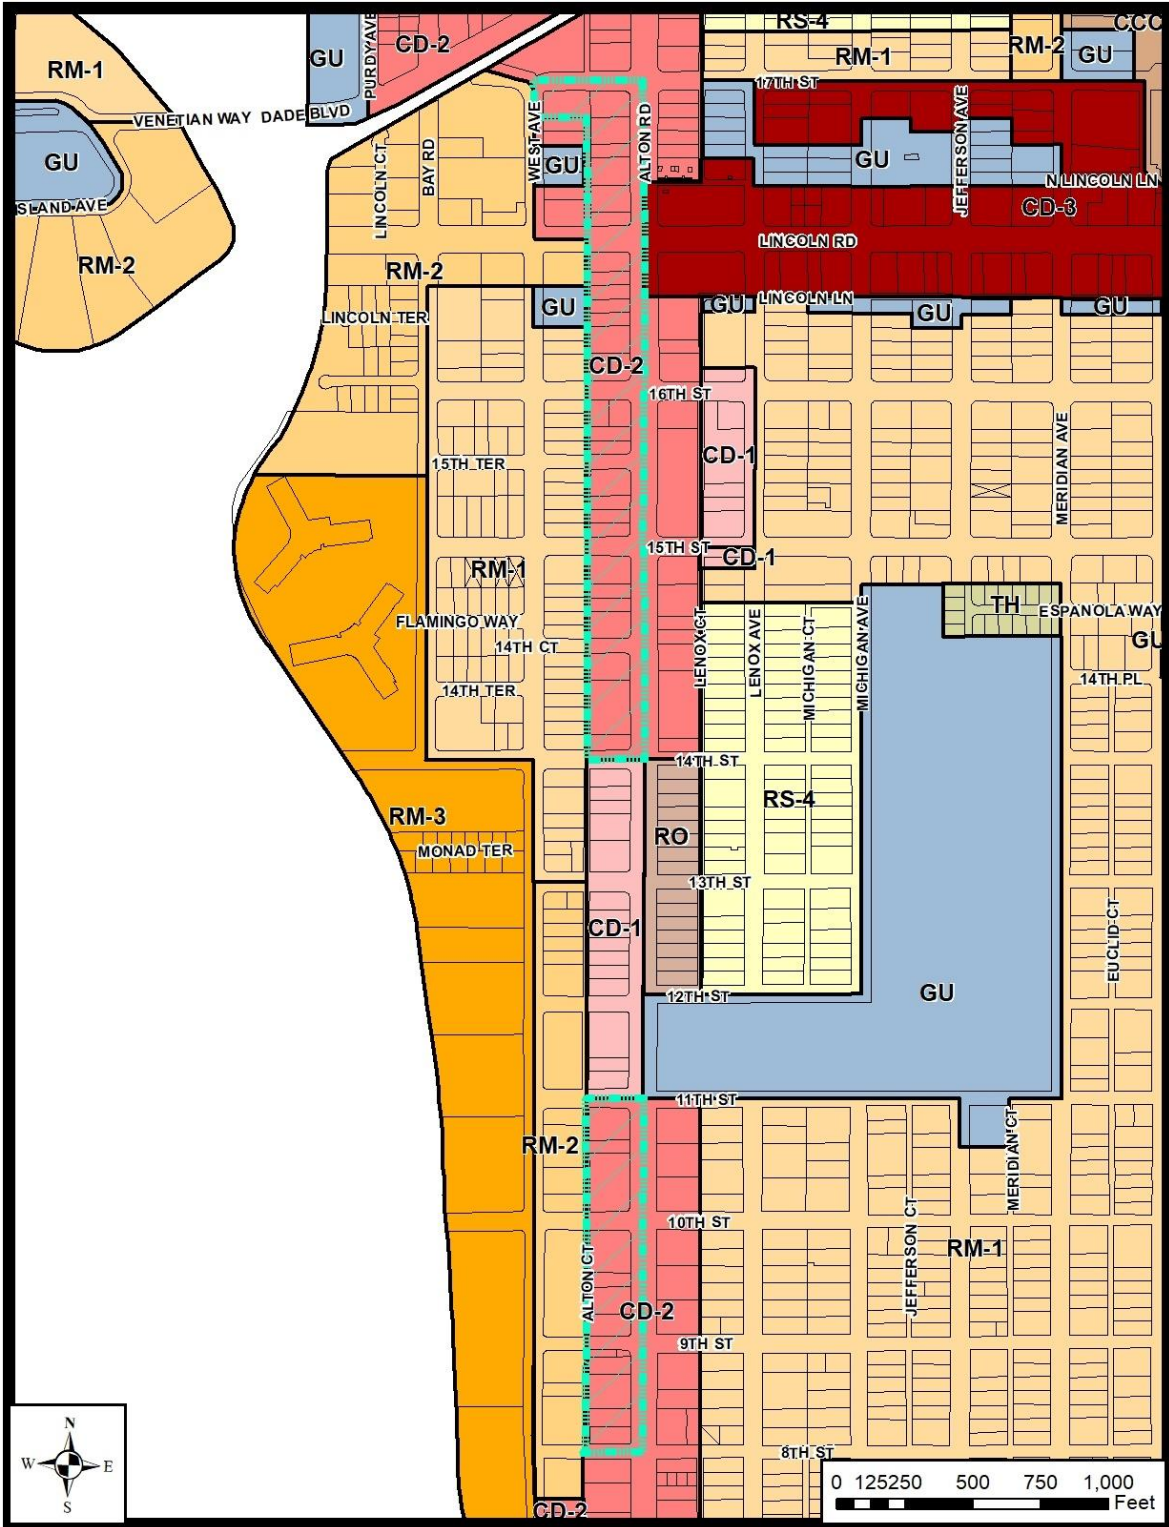 RS-4
CCC
PURDY AVE
CD-2
RM-2
GU
GU
RM-1
RM-1
17TH ST
VENETIAN WAY DADE BLVD
WEST AVE
ALTON RD
JEFFERSON AVE
GU
GU
GU
LINCOLN CT
BAY RD
N LINCOLN LN
SLAND AVE
CD-3
LINCOLN RD
RM-2
RM-2
LINCOLN LN
GU
GU
GU
GU
LINCOLN TER
CD-2
16TH ST
MERIDIAN AVE
CD-1
15TH TER
15TH ST
CD-1
RM-1
TH
ESPANOLA WAY
FLAMINGO WAY
14TH CT
LENOX CT
LENOX AVE
MICHIGAN CT
MICHIGAN AVE
GU
14TH PL
14TH TER
14TH ST
RS-4
RM-3
RO
MONAD TER
13TH ST
CD-1
EUCLID CT
GU
12TH ST
11TH ST
RM-2
MERIDIAN CT
10TH ST
RM-1
JEFFERSON CT
ALTON CT
CD-2
9TH ST
8TH ST
N
W
E
S
0 125250 500 750 1,000
Feet
CD-2